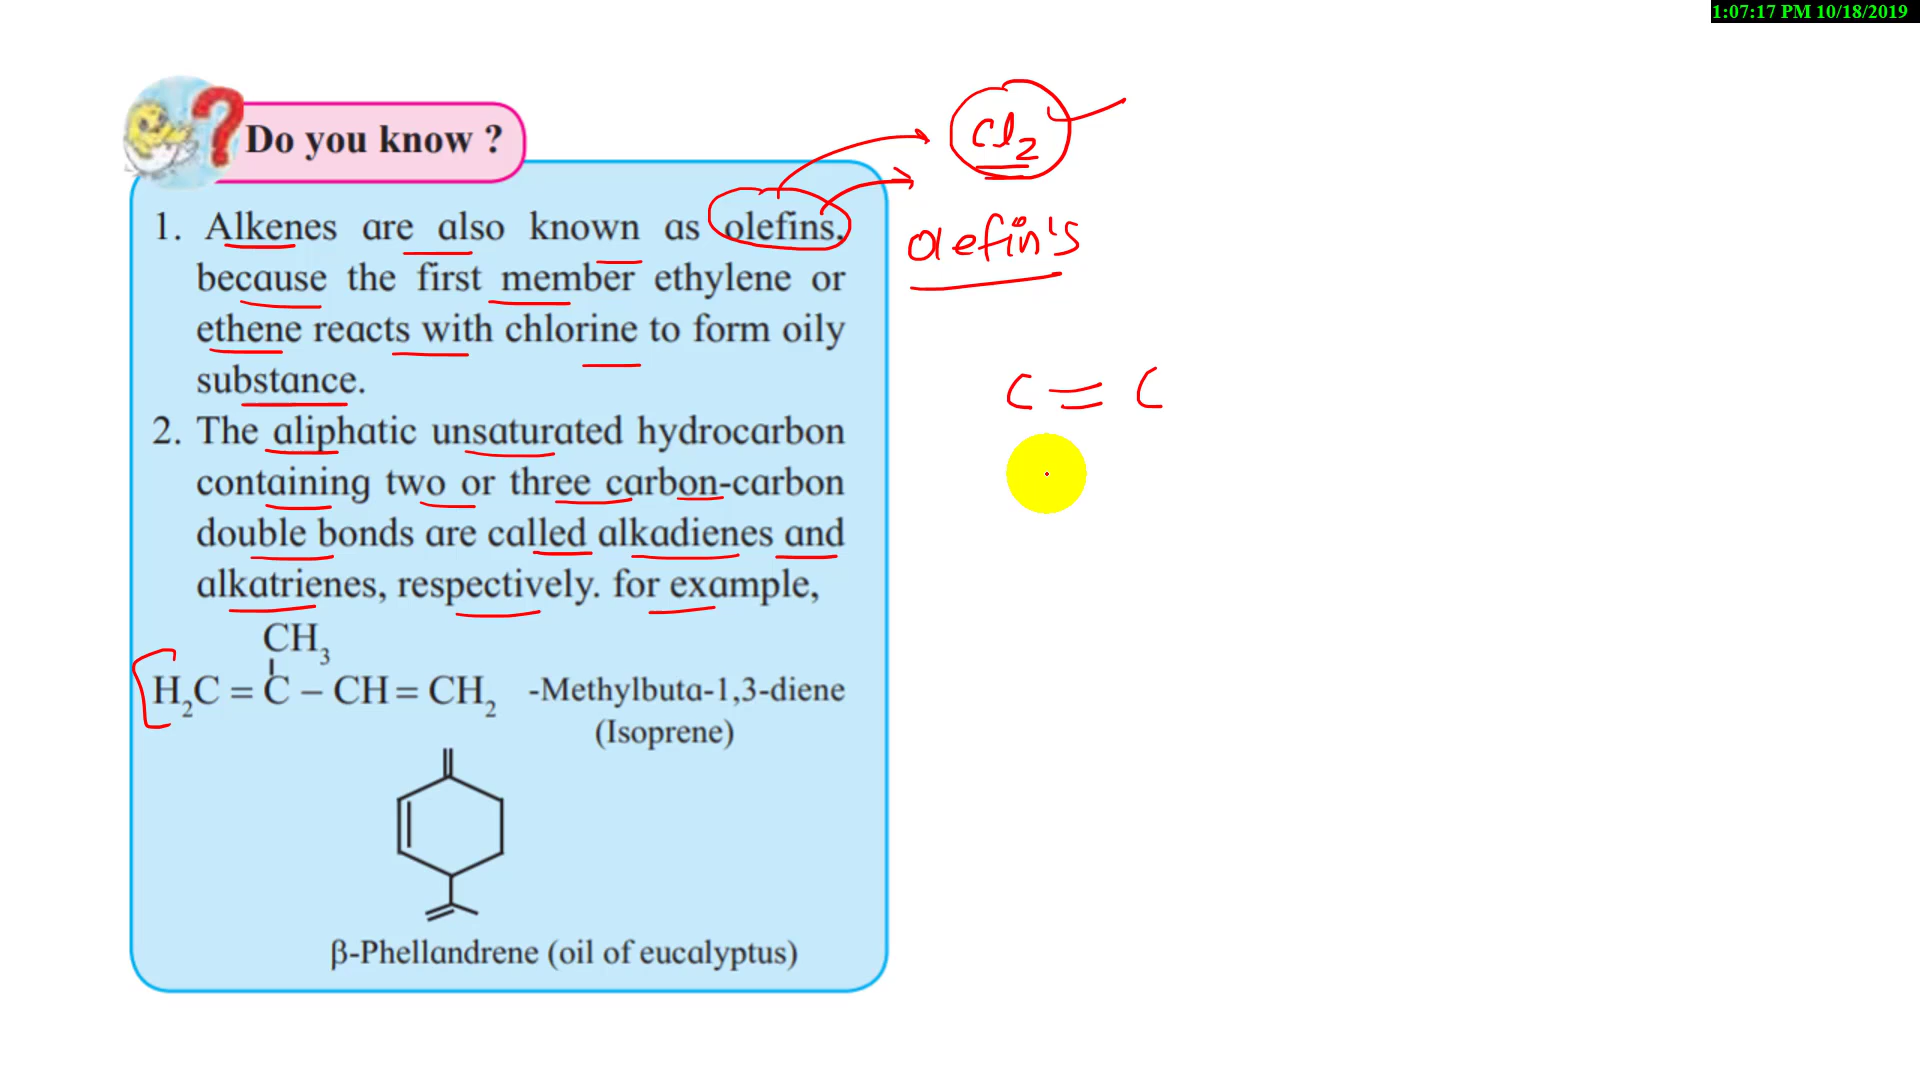 1:07:17 PM 10/18/2019
Do you know ?
1. Alkenes are also known as olefins,
because the first member ethylene or
ethene reacts with chlorine to form oily
substance.
2. The aliphatic unsaturated hydrocarbon
containing two or three carbon-carbon
double bonds are called alkadienes and
alkatrienes, respectively. for example,
CH₃
H₂C = C – CH = CH₂ -Methylbuta-1,3-diene
(Isoprene)
β-Phellandrene (oil of eucalyptus)
Cl₂
olefin's
C = C